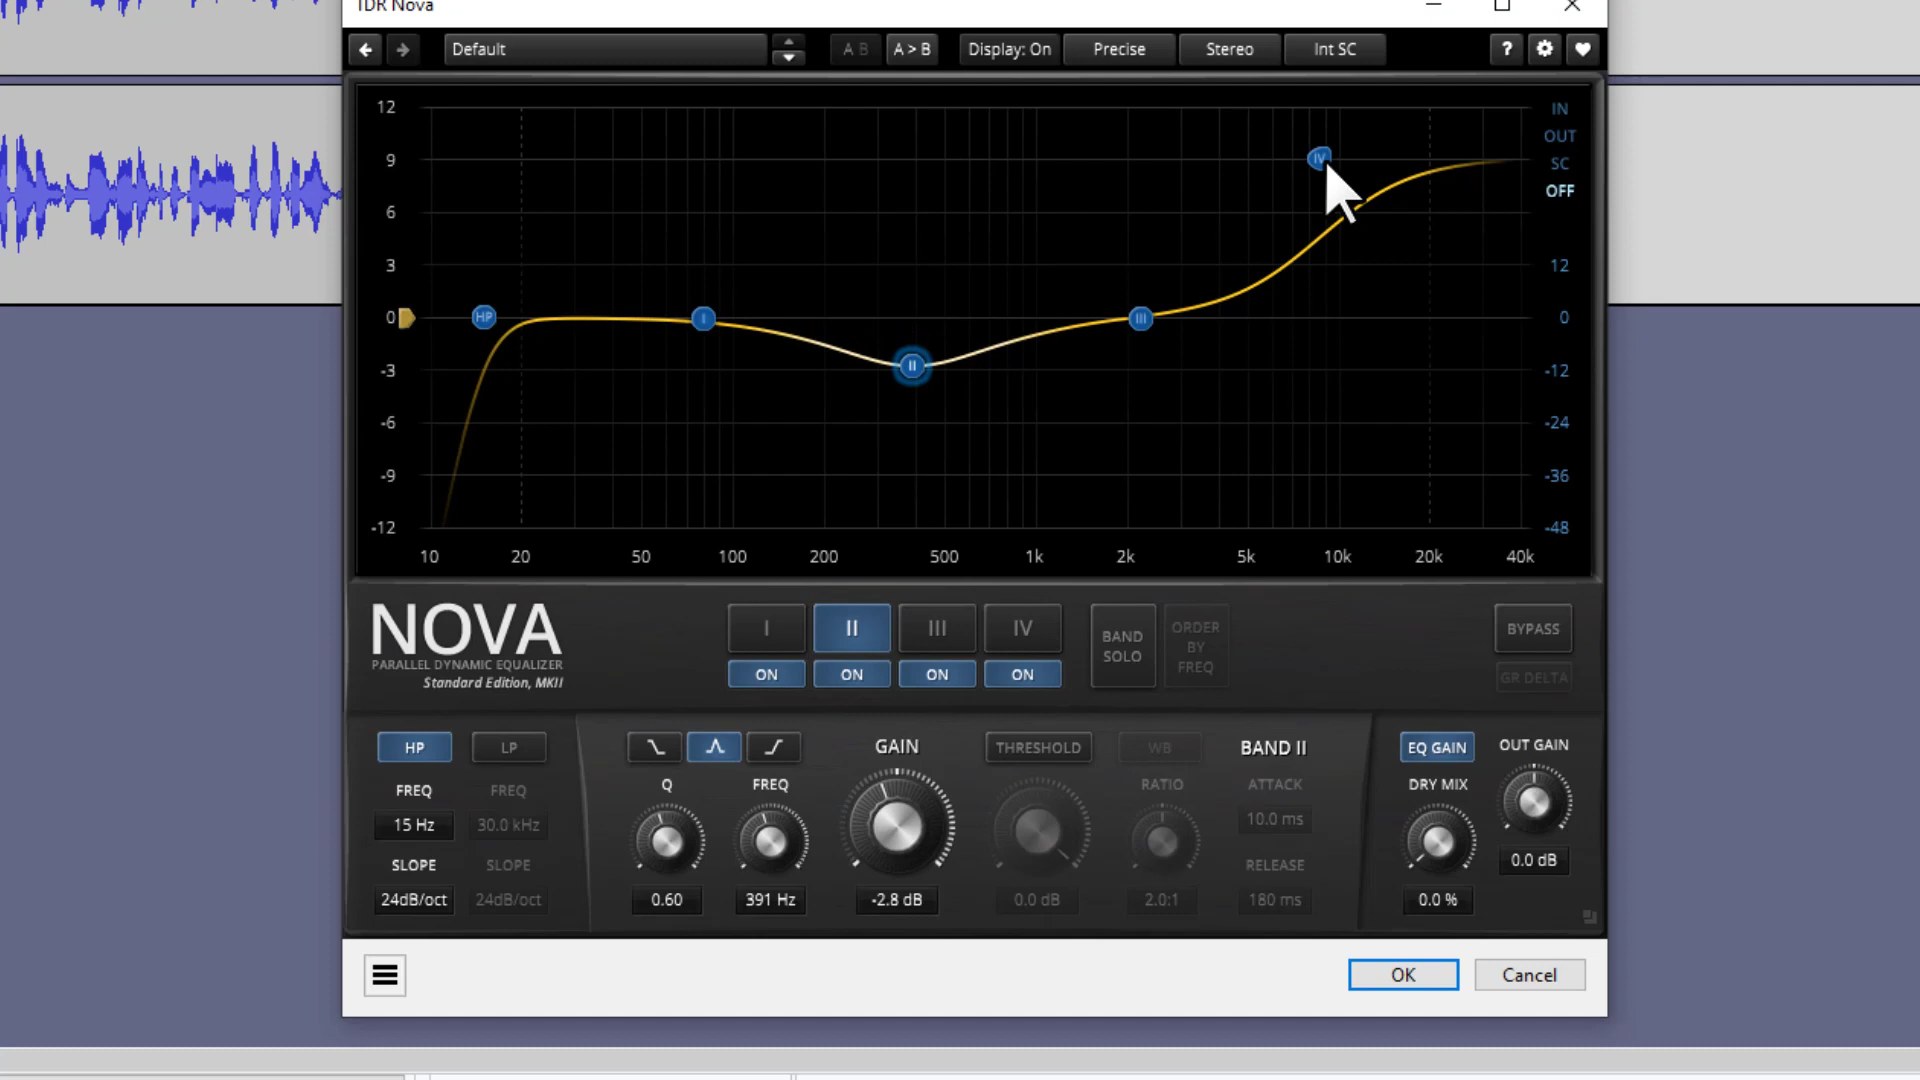 TDR Nova
Default
A B
A > B
Display: On
Precise
Stereo
Int SC
?
12
9
6
3
0
-3
-6
-9
-12
IN
OUT
SC
OFF
12
0
-12
-24
-36
-48
HP
I
II
III
IV
10 20 50 100 200 500 1k 2k 5k 10k 20k 40k
NOVA
PARALLEL DYNAMIC EQUALIZER
Standard Edition, MKII
I II III IV
ON ON ON ON
BAND
SOLO
ORDER
BY
FREQ
BYPASS
GR DELTA
HP
LP
FREQ
FREQ
15 Hz
30.0 kHz
SLOPE
SLOPE
24dB/oct
24dB/oct
Q
FREQ
0.60
391 Hz
GAIN
-2.8 dB
THRESHOLD
0.0 dB
WB
RATIO
2.0:1
BAND II
ATTACK
10.0 ms
RELEASE
180 ms
EQ GAIN
DRY MIX
0.0 %
OUT GAIN
0.0 dB
OK
Cancel